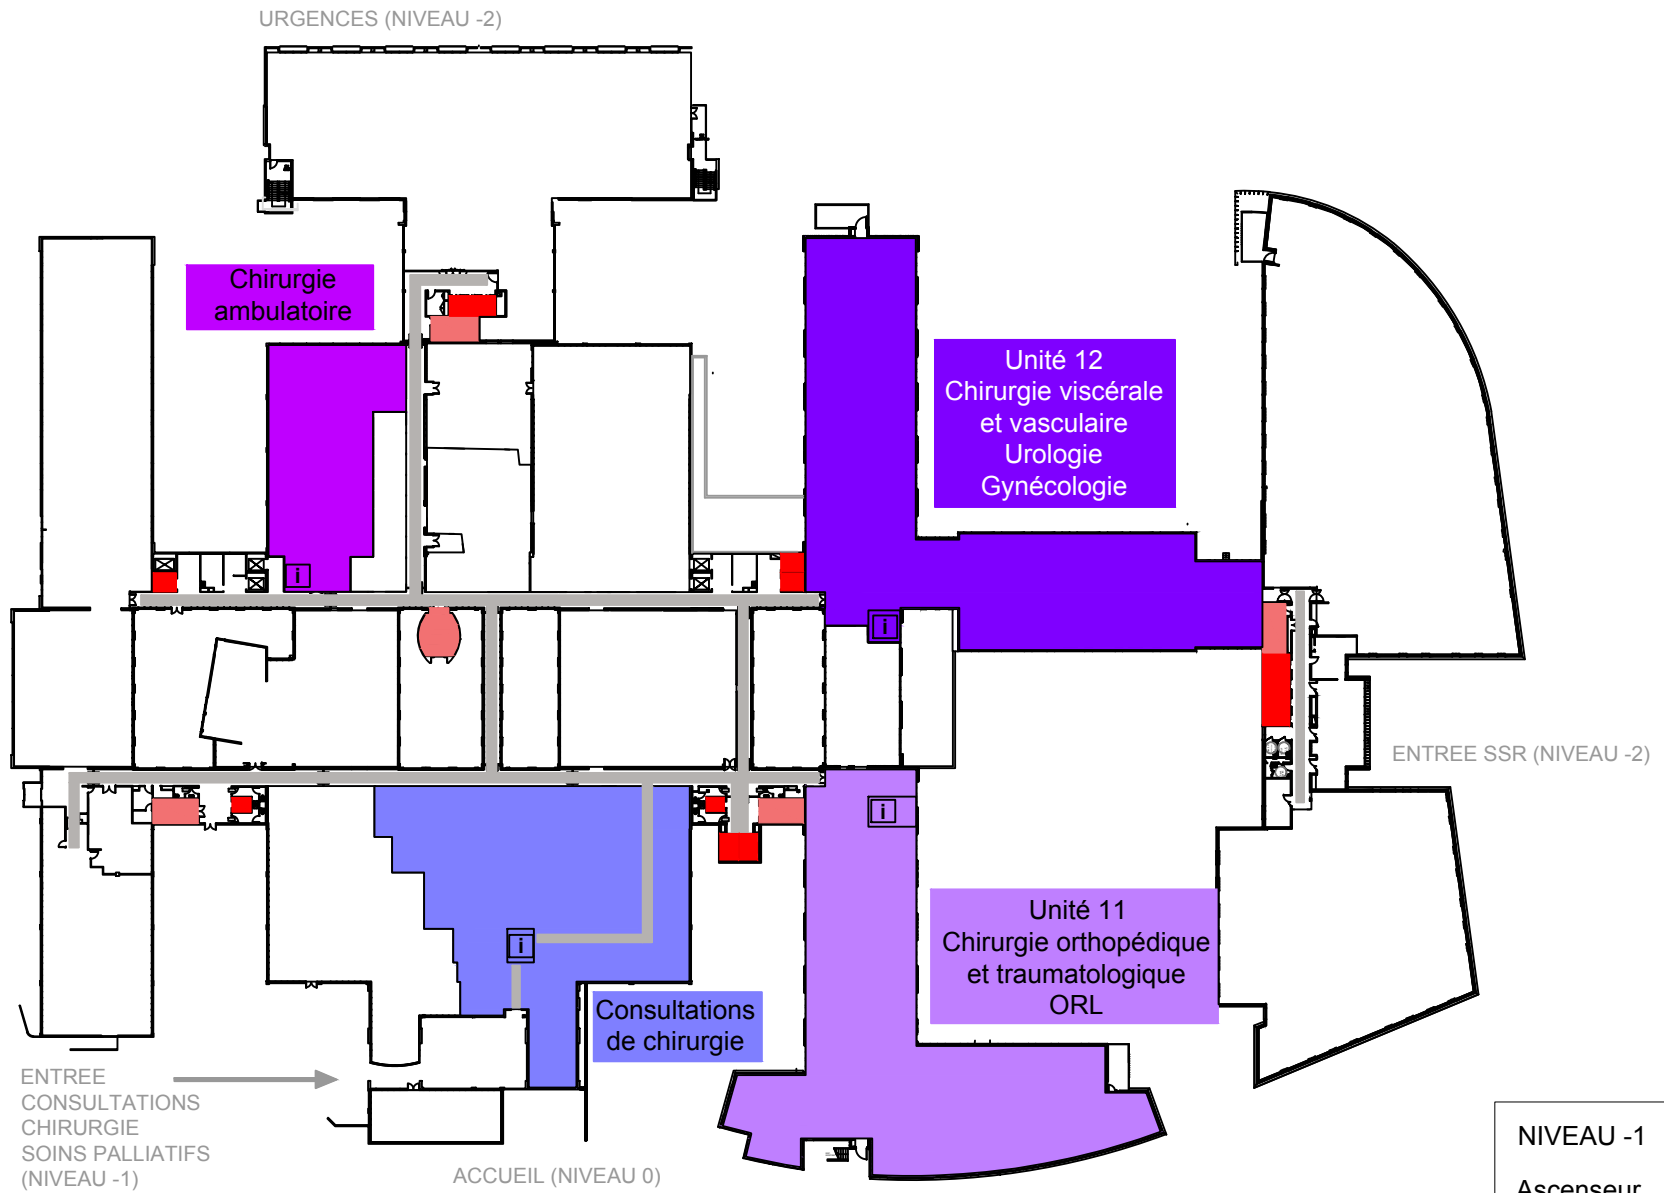 URGENCES (NIVEAU -2)
Chirurgie
ambulatoire
Unité 12
Chirurgie viscérale
et vasculaire
Urologie
Gynécologie
i
i
ENTREE SSR (NIVEAU -2)
i
Unité 11
Chirurgie orthopédique
et traumatologique
ORL
i
Consultations
de chirurgie
ENTREE
CONSULTATIONS
CHIRURGIE
SOINS PALLIATIFS
(NIVEAU -1)
ACCUEIL (NIVEAU 0)
NIVEAU -1
Ascenseur